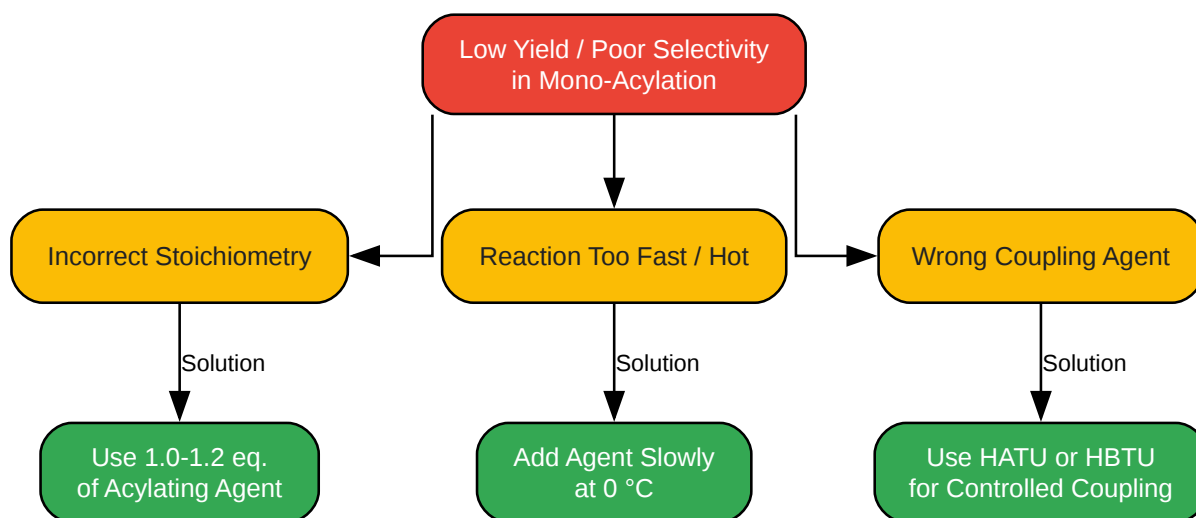 Low Yield / Poor Selectivity
in Mono-Acylation
Incorrect Stoichiometry
Reaction Too Fast / Hot
Wrong Coupling Agent
Solution
Solution
Solution
Use 1.0-1.2 eq.
of Acylating Agent
Add Agent Slowly
at 0 °C
Use HATU or HBTU
for Controlled Coupling